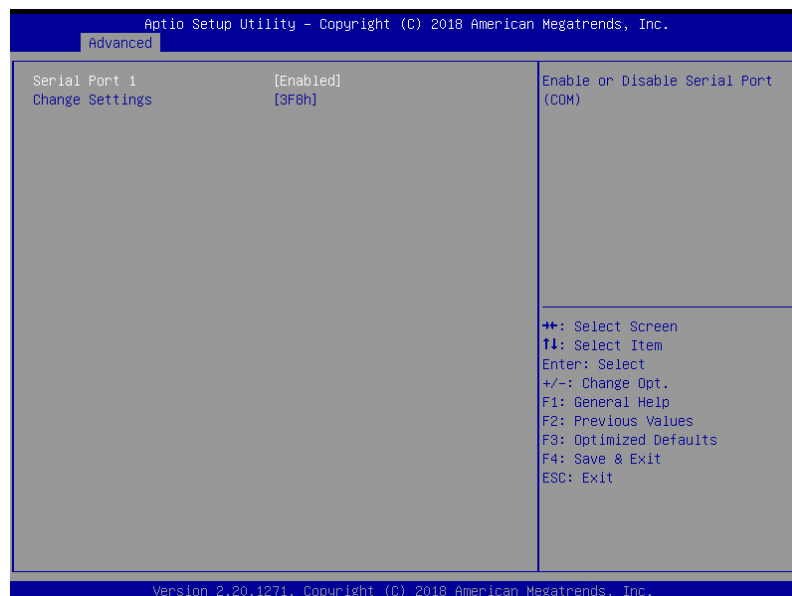 Aptio Setup Utility – Copyright (C) 2018 American Megatrends, Inc.
Advanced
Serial Port 1 [Enabled]
Change Settings [3F8h]
Enable or Disable Serial Port
(COM)
→←: Select Screen
↑↓: Select Item
Enter: Select
+/-: Change Opt.
F1: General Help
F2: Previous Values
F3: Optimized Defaults
F4: Save & Exit
ESC: Exit
Version 2.20.1271. Copyright (C) 2018 American Megatrends, Inc.